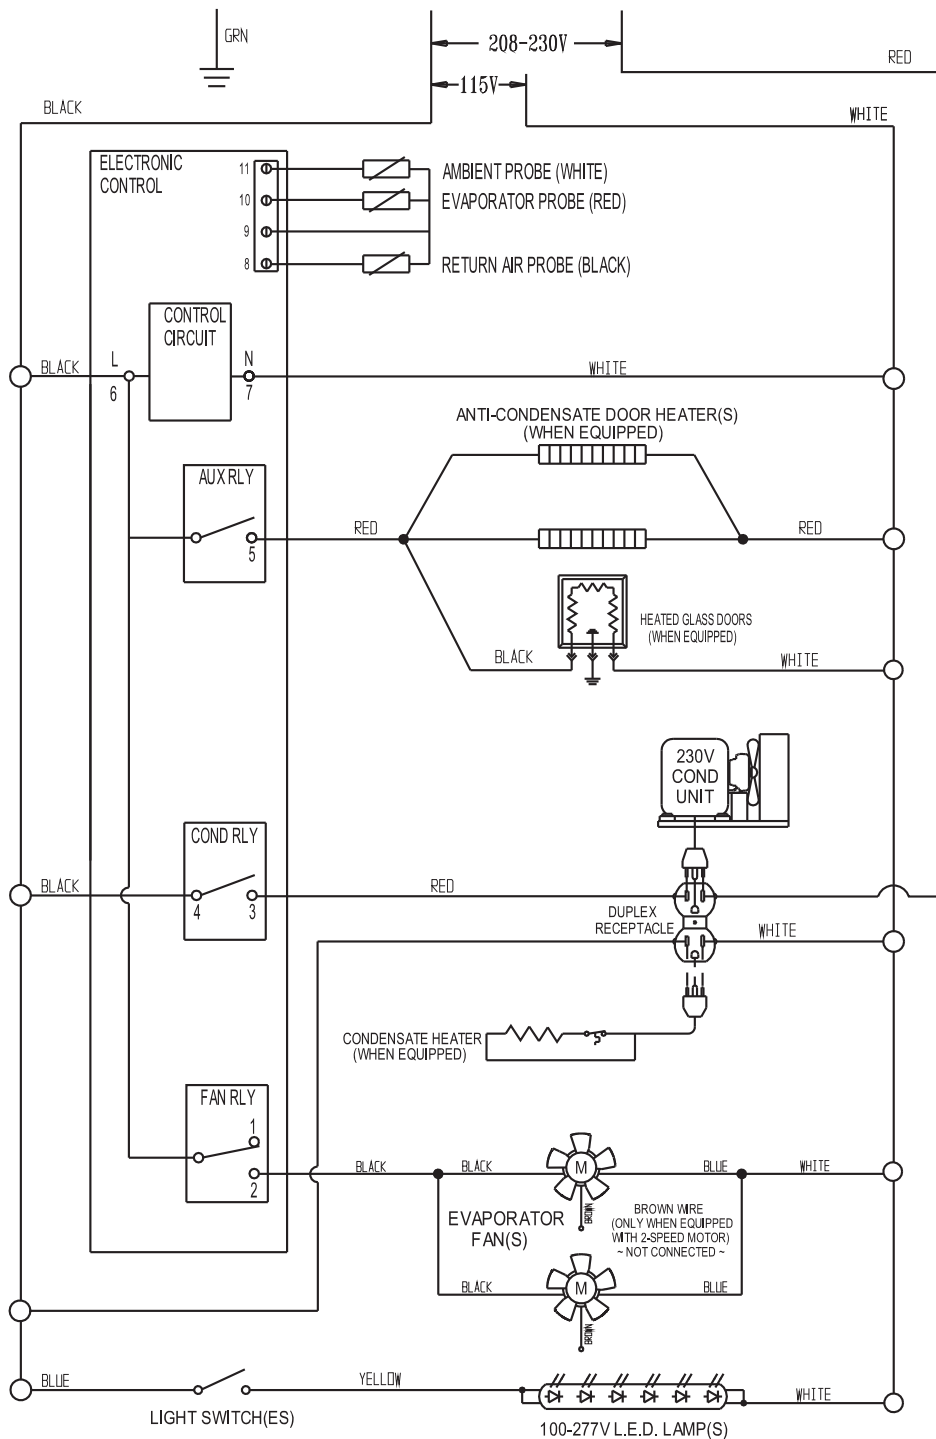 GRN
208-230V
RED
115V
BLACK
WHITE
ELECTRONIC
CONTROL
11
AMBIENT PROBE (WHITE)
10
EVAPORATOR PROBE (RED)
9
8
RETURN AIR PROBE (BLACK)
CONTROL
CIRCUIT
BLACK
L
6
N
7
WHITE
ANTI-CONDENSATE DOOR HEATER(S)
(WHEN EQUIPPED)
AUX RLY
5
RED
RED
HEATED GLASS DOORS
(WHEN EQUIPPED)
BLACK
WHITE
230V
COND
UNIT
COND RLY
BLACK
4
3
RED
DUPLEX
RECEPTACLE
WHITE
CONDENSATE HEATER
(WHEN EQUIPPED)
FAN RLY
1
2
BLACK
BLACK
M
BLUE
WHITE
BROWN
EVAPORATOR
FAN(S)
BROWN WIRE
(ONLY WHEN EQUIPPED
WITH 2-SPEED MOTOR)
~ NOT CONNECTED ~
BLACK
M
BLUE
BROWN
BLUE
YELLOW
WHITE
LIGHT SWITCH(ES)
100-277V L.E.D. LAMP(S)